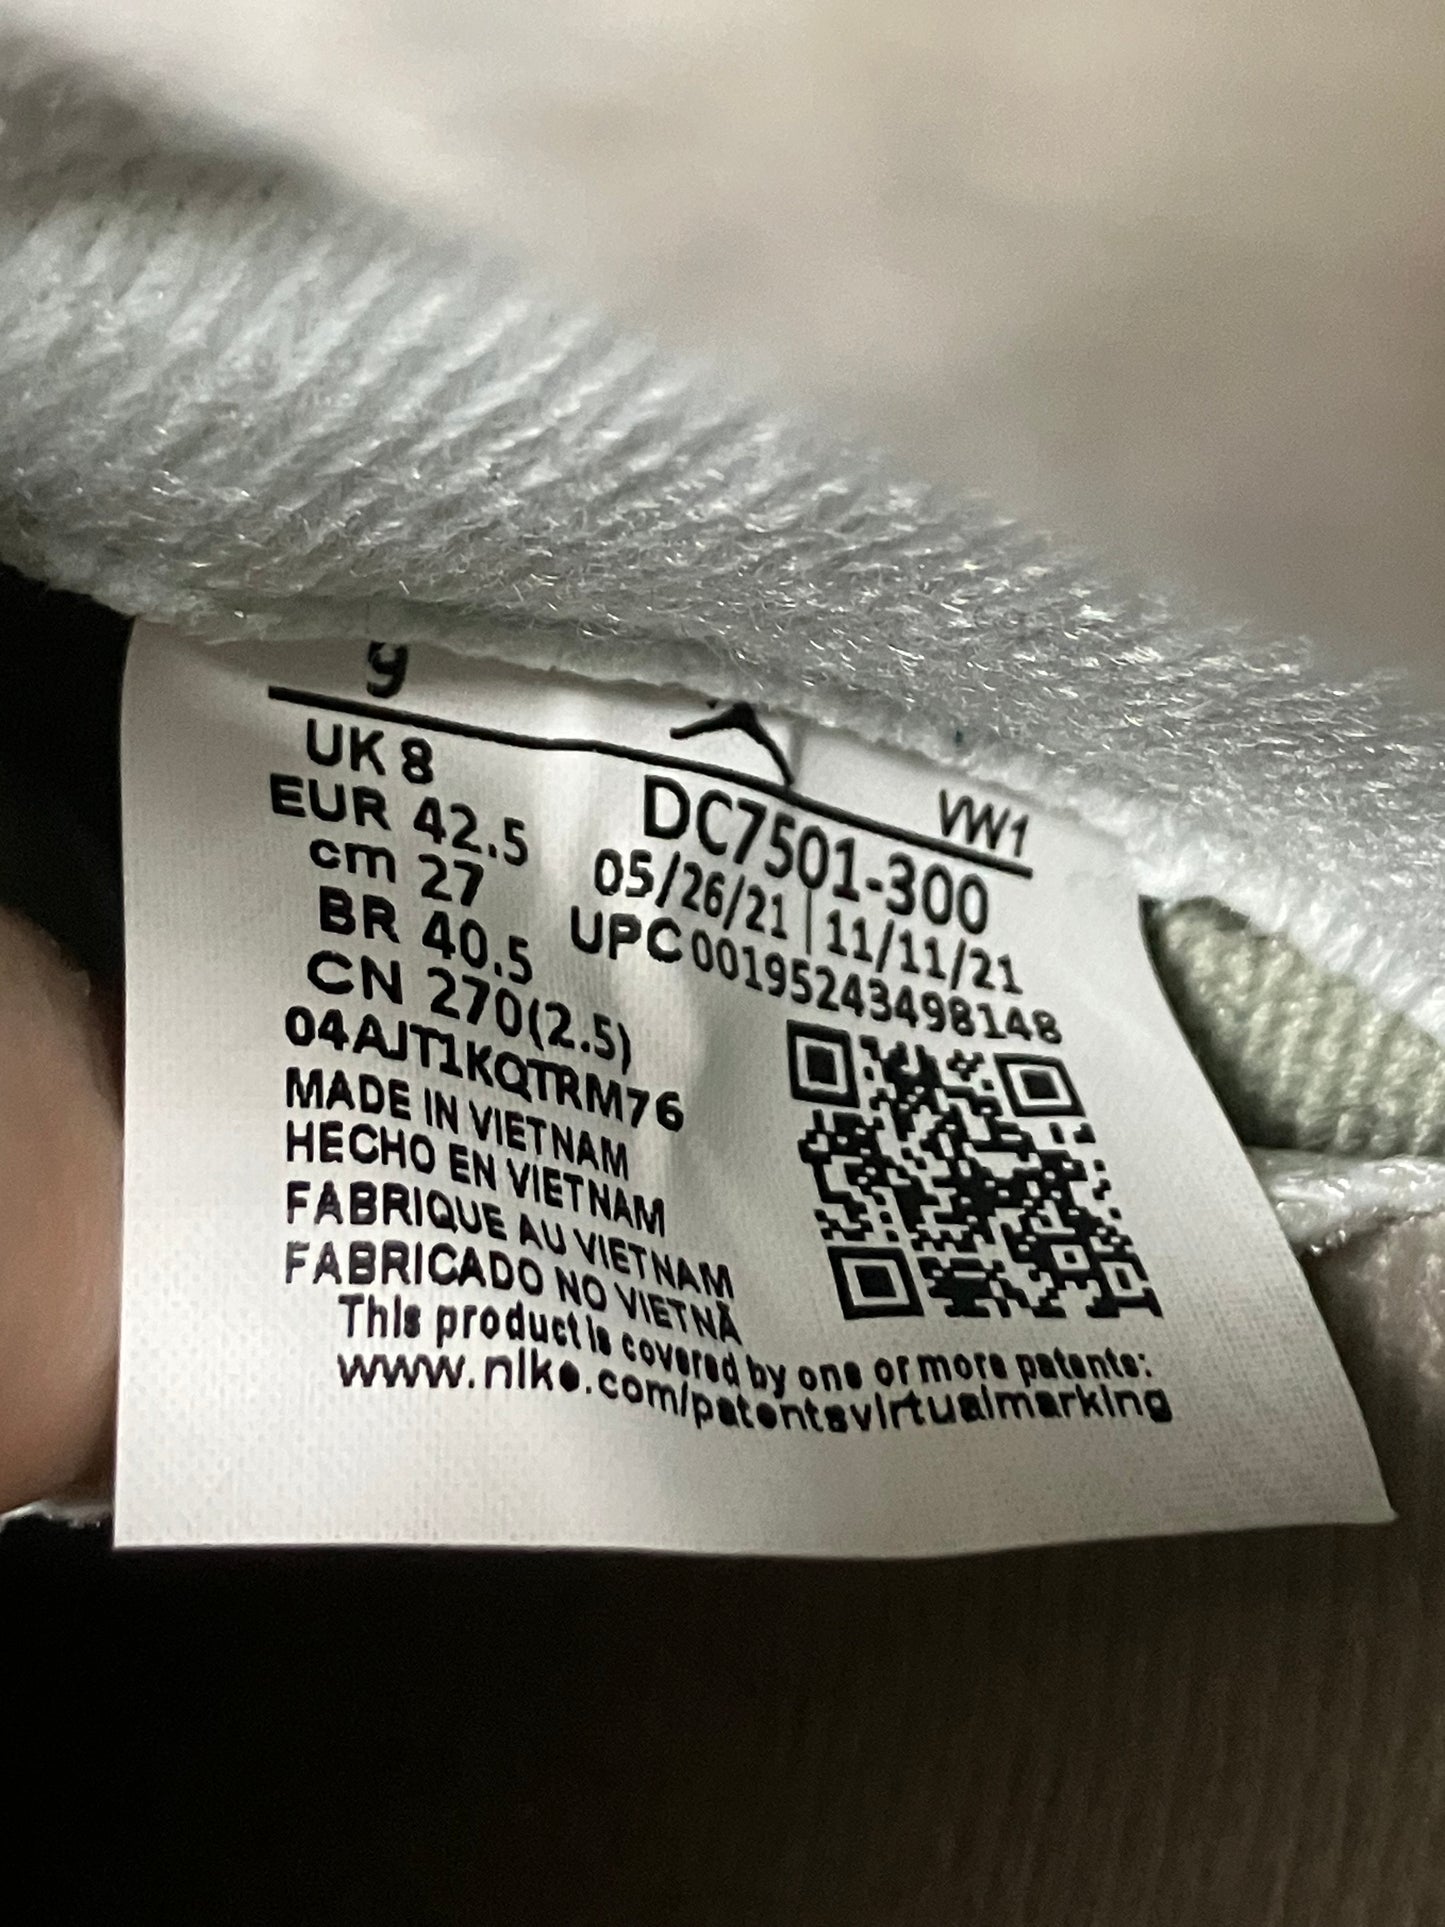 9
VW1
UK 8
EUR 42.5
cm 27
BR 40.5
CN 270(2.5)
DC7501-300
05/26/21 | 11/11/21
UPC 00195243498148
04AJT1KQTRM76
MADE IN VIETNAM
HECHO EN VIETNAM
FABRIQUE AU VIETNAM
FABRICADO NO VIETNÃ
This product is covered by one or more patents:
www.nike.com/patentsvirtualmarking